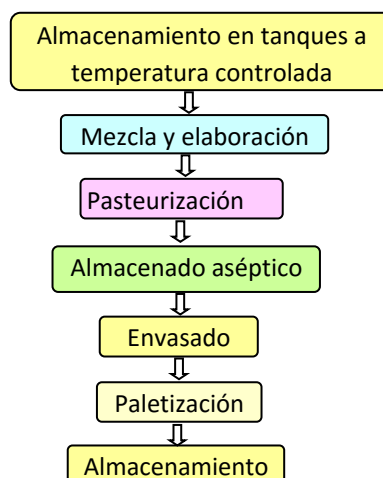 Almacenamiento en tanques a
temperatura controlada
Mezcla y elaboración
Pasteurización
Almacenado aséptico
Envasado
Paletización
Almacenamiento